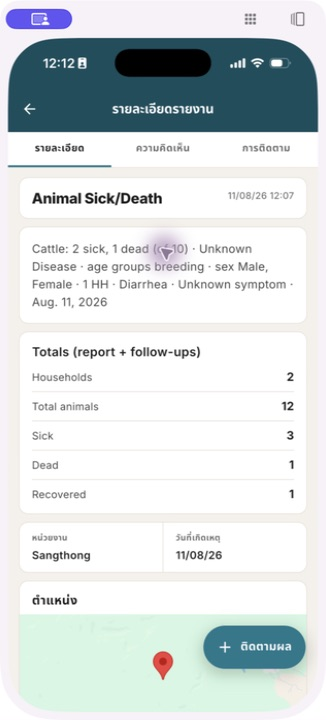 12:12
รายละเอียดรายงาน
รายละเอียด
ความคิดเห็น
การติดตาม
Animal Sick/Death
11/08/26 12:07
Cattle: 2 sick, 1 dead 10) · Unknown
Disease · age groups breeding · sex Male,
Female · 1 HH · Diarrhea · Unknown symptom ·
Aug. 11, 2026
Totals (report + follow-ups)
Households 2
Total animals 12
Sick 3
Dead 1
Recovered 1
หน่วยงาน
Sangthong
วันที่เกิดเหตุ
11/08/26
ตำแหน่ง
+ ติดตามผล